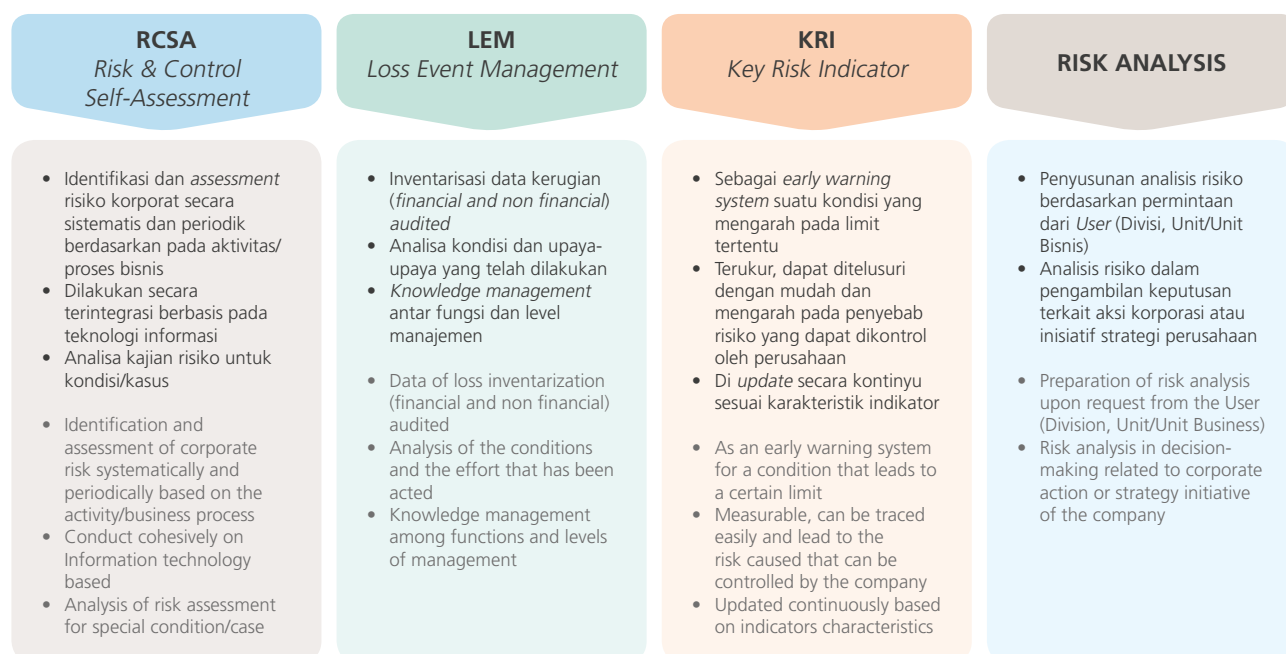 RCSA
Risk & Control
Self-Assessment
• Identifikasi dan assessment
risiko korporat secara
sistematis dan periodik
berdasarkan pada aktivitas/
proses bisnis
• Dilakukan secara
terintegrasi berbasis pada
teknologi informasi
• Analisa kajian risiko untuk
kondisi/kasus
• Identification and
assessment of corporate
risk systematically and
periodically based on the
activity/business process
• Conduct cohesively on
Information technology
based
• Analysis of risk assessment
for special condition/case
LEM
Loss Event Management
• Inventarisasi data kerugian
(financial and non financial)
audited
• Analisa kondisi dan upaya-
upaya yang telah dilakukan
• Knowledge management
antar fungsi dan level
manajemen
• Data of loss inventarization
(financial and non financial)
audited
• Analysis of the conditions
and the effort that has been
acted
• Knowledge management
among functions and levels
of management
KRI
Key Risk Indicator
• Sebagai early warning
system suatu kondisi yang
mengarah pada limit
tertentu
• Terukur, dapat ditelusuri
dengan mudah dan
mengarah pada penyebab
risiko yang dapat dikontrol
oleh perusahaan
• Di update secara kontinyu
sesuai karakteristik indikator
• As an early warning system
for a condition that leads to
a certain limit
• Measurable, can be traced
easily and lead to the
risk caused that can be
controlled by the company
• Updated continuously based
on indicators characteristics
RISK ANALYSIS
• Penyusunan analisis risiko
berdasarkan permintaan
dari User (Divisi, Unit/Unit
Bisnis)
• Analisis risiko dalam
pengambilan keputusan
terkait aksi korporasi atau
inisiatif strategi perusahaan
• Preparation of risk analysis
upon request from the User
(Division, Unit/Unit Business)
• Risk analysis in decision-
making related to corporate
action or strategy initiative
of the company